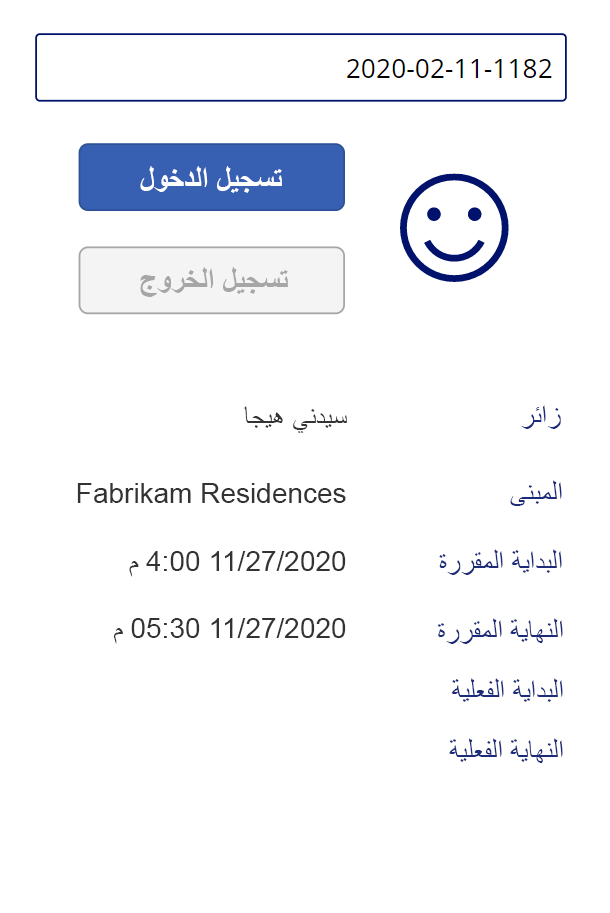 2020-02-11-1182
تسجيل الدخول
تسجيل الخروج
زائر سيدني هيجا
المبنى Fabrikam Residences
البداية المقررة 11/27/2020 4:00 م
النهاية المقررة 11/27/2020 05:30 م
البداية الفعلية
النهاية الفعلية